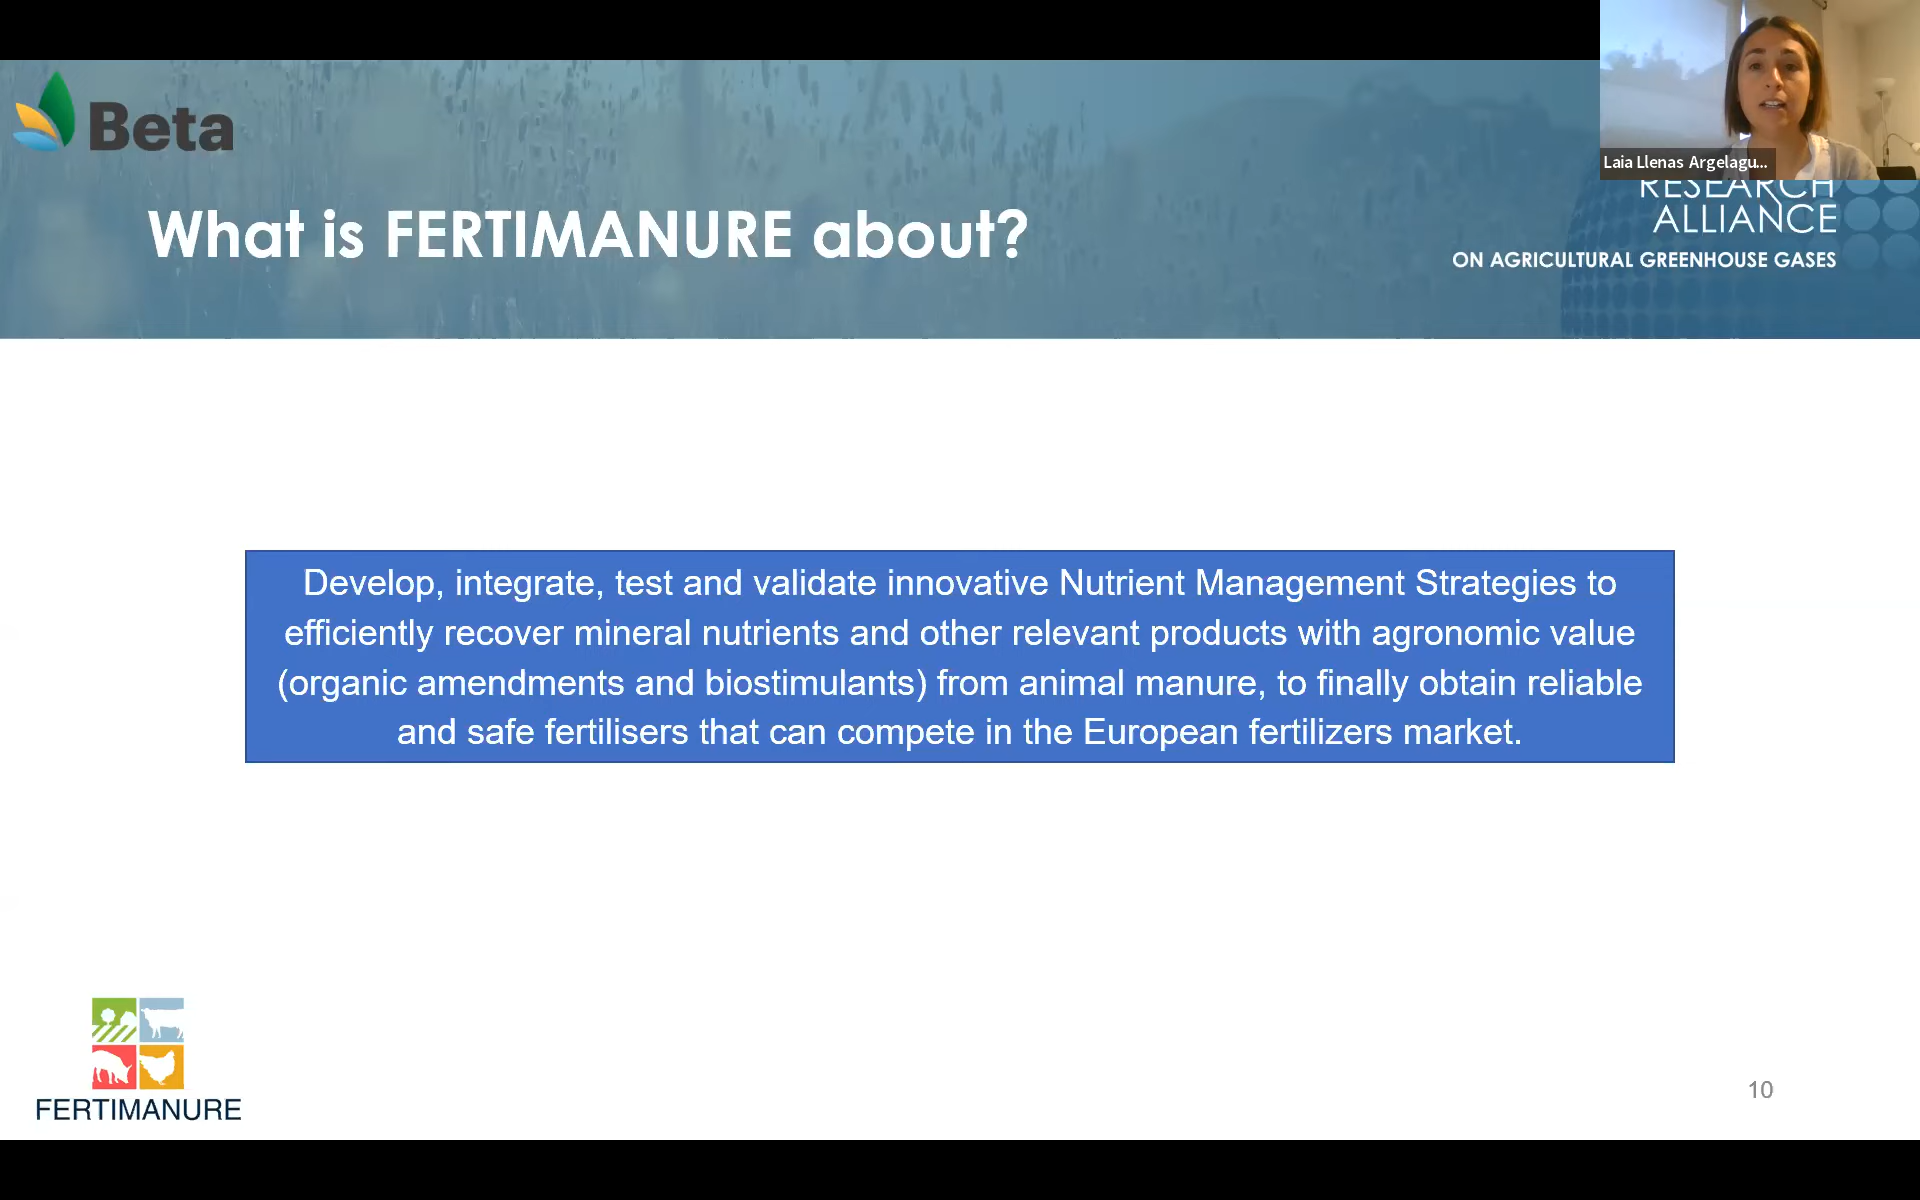 Beta
Laia Llenas Argelagu...
What is FERTIMANURE about?
RESEARCH
ALLIANCE
ON AGRICULTURAL GREENHOUSE GASES
Develop, integrate, test and validate innovative Nutrient Management Strategies to
efficiently recover mineral nutrients and other relevant products with agronomic value
(organic amendments and biostimulants) from animal manure, to finally obtain reliable
and safe fertilisers that can compete in the European fertilizers market.
FERTIMANURE
10